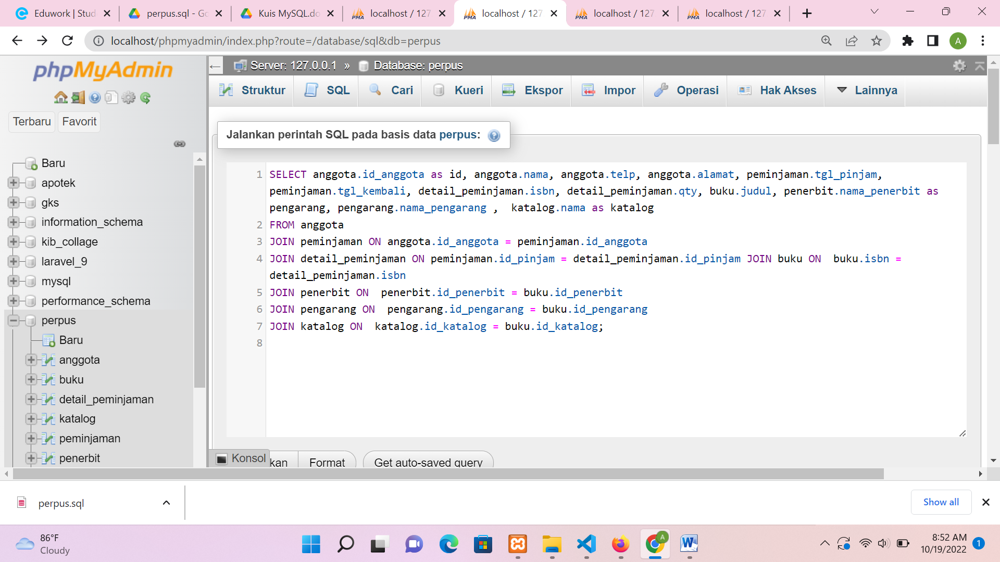 Eduwork | Stud
perpus.sql - Go
Kuis MySQL.do
localhost / 127
localhost / 127
localhost / 127
localhost / 127
localhost/phpmyadmin/index.php?route=/database/sql&db=perpus
A
phpMyAdmin
Terbaru
Favorit
Baru
apotek
gks
information_schema
kib_collage
laravel_9
mysql
performance_schema
perpus
Baru
anggota
buku
detail_peminjaman
katalog
peminjaman
penerbit
Server: 127.0.0.1 » Database: perpus
Struktur
SQL
Cari
Kueri
Ekspor
Impor
Operasi
Hak Akses
Lainnya
Jalankan perintah SQL pada basis data perpus:
1 SELECT anggota.id_anggota as id, anggota.nama, anggota.telp, anggota.alamat, peminjaman.tgl_pinjam,
peminjaman.tgl_kembali, detail_peminjaman.isbn, detail_peminjaman.qty, buku.judul, penerbit.nama_penerbit as
pengarang, pengarang.nama_pengarang ,  katalog.nama as katalog
2 FROM anggota
3 JOIN peminjaman ON anggota.id_anggota = peminjaman.id_anggota
4 JOIN detail_peminjaman ON peminjaman.id_pinjam = detail_peminjaman.id_pinjam JOIN buku ON  buku.isbn =
detail_peminjaman.isbn
5 JOIN penerbit ON  penerbit.id_penerbit = buku.id_penerbit
6 JOIN pengarang ON  pengarang.id_pengarang = buku.id_pengarang
7 JOIN katalog ON  katalog.id_katalog = buku.id_katalog;
8
Konsol
kan
Format
Get auto-saved query
perpus.sql
Show all
86°F
Cloudy
A
8:52 AM
10/19/2022
1